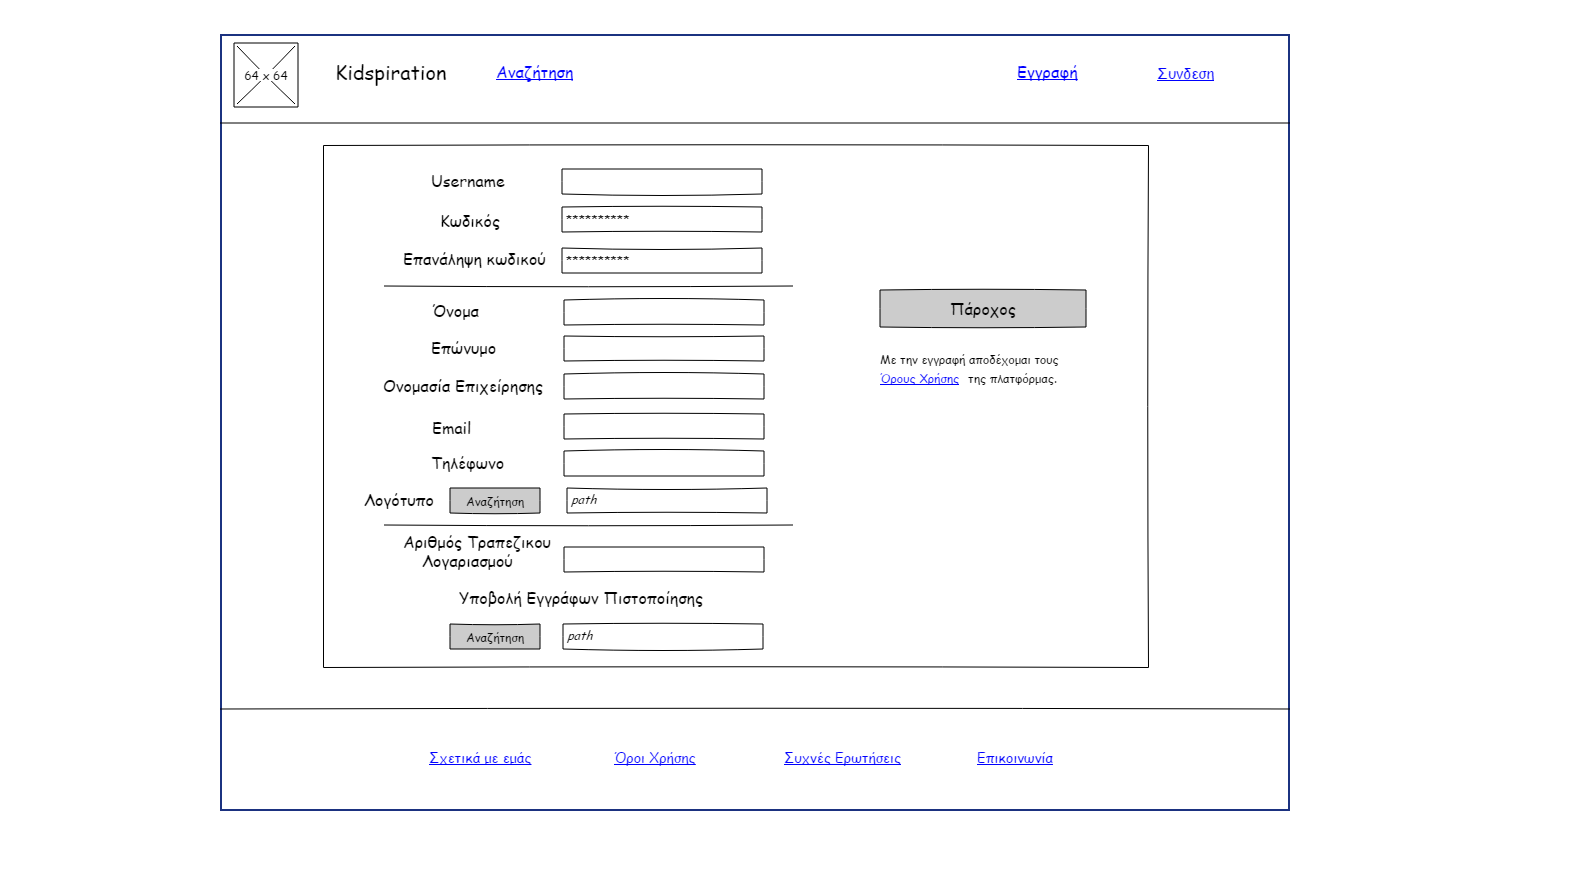 64 x 64
Kidspiration
Αναζήτηση
Εγγραφή
Συνδεση
Username
Κωδικός
**********
Επανάληψη κωδικού
**********
Όνομα
Επώνυμο
Ονομασία Επιχείρησης
Email
Τηλέφωνο
Λογότυπο
Αναζήτηση
path
Αριθμός Τραπεζικου
Λογαριασμού
Υποβολή Εγγράφων Πιστοποίησης
Αναζήτηση
path
Πάροχος
Με την εγγραφή αποδέχομαι τους
Όρους Χρήσης της πλατφόρμας.
Σχετικά με εμάς
Όροι Χρήσης
Συχνές Ερωτήσεις
Επικοινωνία